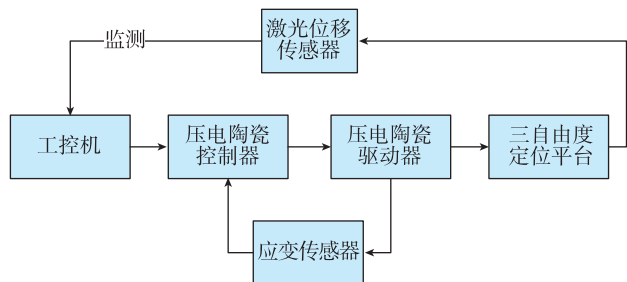 激光位移
传感器
监测
工控机
压电陶瓷
控制器
压电陶瓷
驱动器
三自由度
定位平台
应变传感器